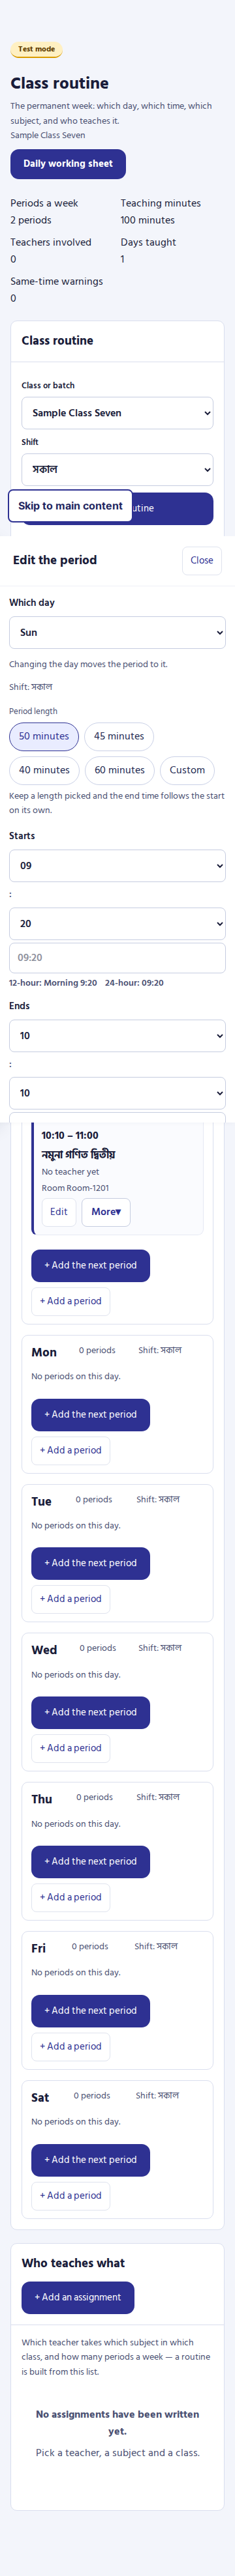 Test mode
Class routine
The permanent week: which day, which time, which
subject, and who teaches it.
Sample Class Seven
Daily working sheet
Periods a week
2 periods
Teaching minutes
100 minutes
Teachers involved
0
Days taught
1
Same-time warnings
0
Class routine
Class or batch
Sample Class Seven
Shift
সকাল
Skip to main content
utine
Edit the period
Close
Which day
Sun
Changing the day moves the period to it.
Shift: সকাল
Period length
50 minutes
45 minutes
40 minutes
60 minutes
Custom
Keep a length picked and the end time follows the start
on its own.
Starts
09
:
20
09:20
12-hour: Morning 9:20 24-hour: 09:20
Ends
10
:
10
10:10 – 11:00
নমুনা গণিত দ্বিতীয়
No teacher yet
Room Room-1201
Edit
More▾
+ Add the next period
+ Add a period
Mon
0 periods
Shift: সকাল
No periods on this day.
+ Add the next period
+ Add a period
Tue
0 periods
Shift: সকাল
No periods on this day.
+ Add the next period
+ Add a period
Wed
0 periods
Shift: সকাল
No periods on this day.
+ Add the next period
+ Add a period
Thu
0 periods
Shift: সকাল
No periods on this day.
+ Add the next period
+ Add a period
Fri
0 periods
Shift: সকাল
No periods on this day.
+ Add the next period
+ Add a period
Sat
0 periods
Shift: সকাল
No periods on this day.
+ Add the next period
+ Add a period
Who teaches what
+ Add an assignment
Which teacher takes which subject in which
class, and how many periods a week — a routine
is built from this list.
No assignments have been written
yet.
Pick a teacher, a subject and a class.